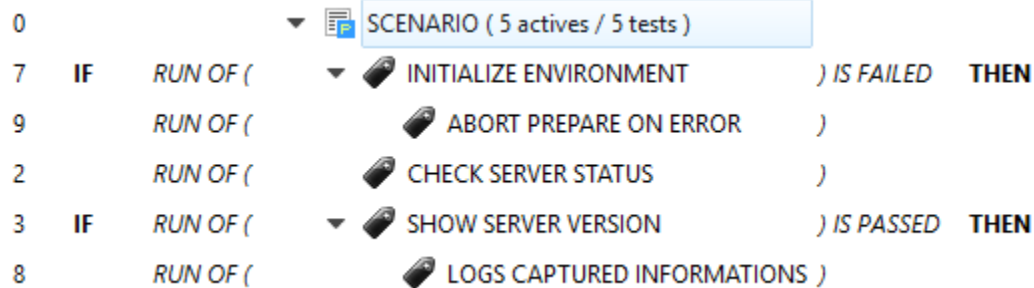 0 SCENARIO ( 5 actives / 5 tests )
7 IF RUN OF ( INITIALIZE ENVIRONMENT ) IS FAILED THEN
9 RUN OF ( ABORT PREPARE ON ERROR )
2 RUN OF ( CHECK SERVER STATUS )
3 IF RUN OF ( SHOW SERVER VERSION ) IS PASSED THEN
8 RUN OF ( LOGS CAPTURED INFORMATIONS )